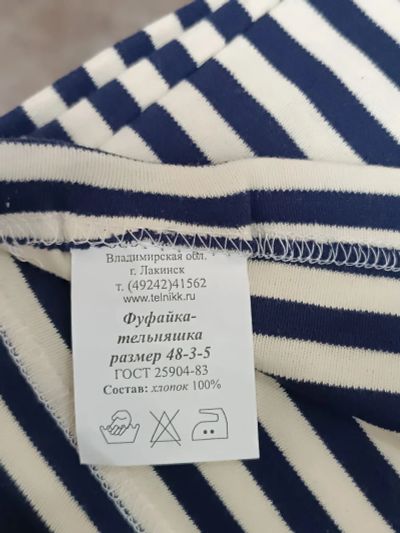 Владимирская обл.
г. Лакинск
т. (49242)41562
www.telnikk.ru
Фуфайка-
тельняшка
размер 48-3-5
ГОСТ 25904-83
Состав: хлопок 100%